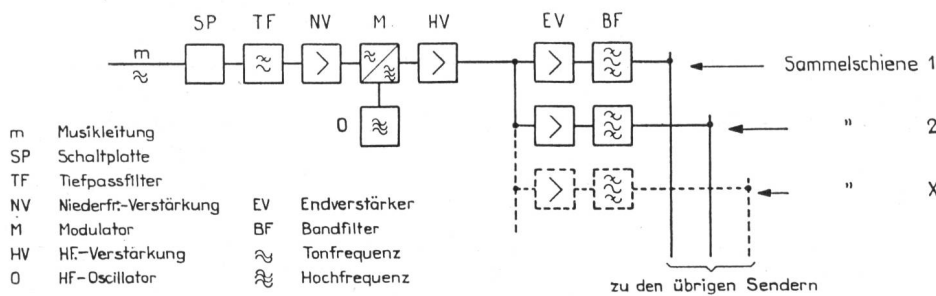 SP TF NV M HV EV BF
m
Sammelschiene 1
O " 2
m Musikleitung
SP Schaltplatte
TF Tiefpassfilter
" X
NV Niederfr.-Verstärkung EV Endverstärker
M Modulator BF Bandfilter
HV HF.-Verstärkung Tonfrequenz
O HF-Oscillator Hochfrequenz
zu den übrigen Sendern